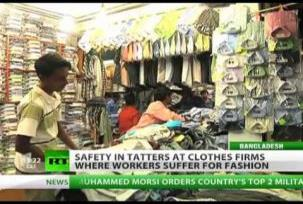 BANGLADESH
SAFETY IN TATTERS AT CLOTHES FIRMS
WHERE WORKERS SUFFER FOR FASHION
RT
NEWS
UHAMMED MORSI ORDERS COUNTRY'S TOP 2 MILITA